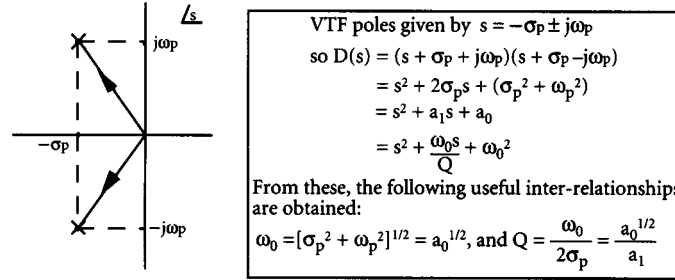 s
jωp
−σp
−jωp
VTF poles given by s = −σp ± jωp
so D(s) = (s + σp + jωp)(s + σp−jωp)
= s² + 2σps + (σp² + ωp²)
= s² + a₁s + a₀
= s² + ω₀s/Q + ω₀²
From these, the following useful inter-relationships
are obtained:
ω₀ =[σp² + ωp²]^1/2 = a₀^1/2, and Q = ω₀/2σp = a₀^1/2/a₁